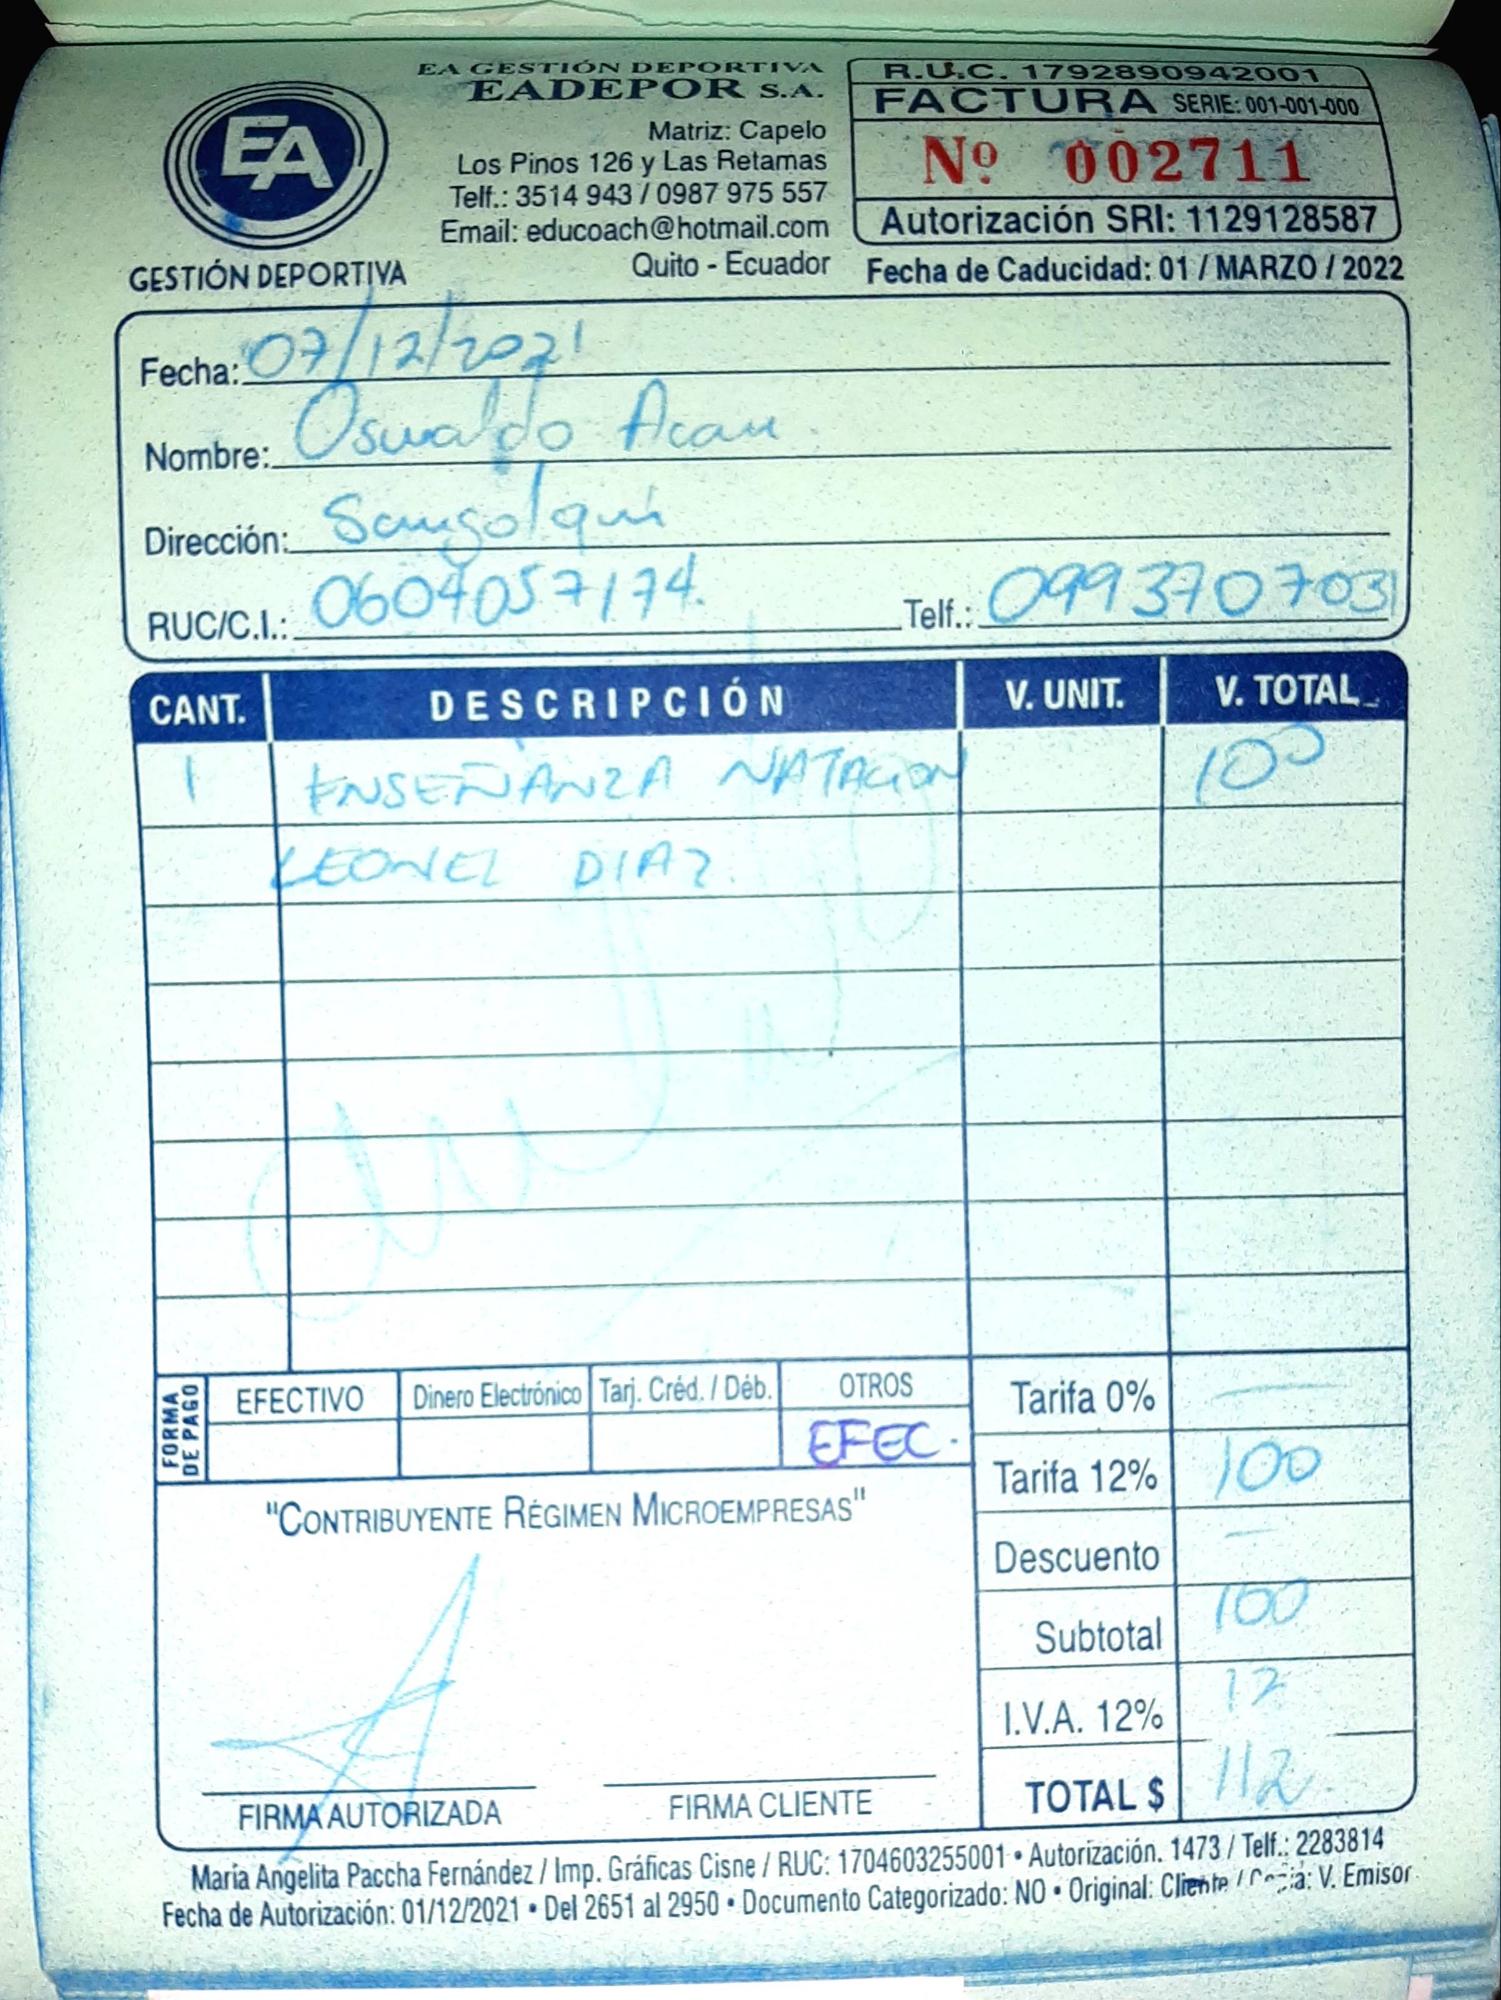 EA
GESTIÓN DEPORTIVA
EA GESTIÓN DEPORTIVA
EADEPOR S.A.
Matriz: Capelo
Los Pinos 126 y Las Retamas
Telf.: 3514 943 / 0987 975 557
Email: educoach@hotmail.com
Quito - Ecuador
R.U.C. 1792890942001
FACTURA SERIE: 001-001-000
Nº 002711
Autorización SRI: 1129128587
Fecha de Caducidad: 01 / MARZO / 2022
Fecha: 07/12/2021
Nombre: Oswaldo
Dirección: Sangolquí
RUC/C.I.: 0604057174. Telf.: 0993707031
CANT. DESCRIPCIÓN V. UNIT. V. TOTAL
1 ENSEÑANZA NATACION 100
LEONEL DIAZ
FORMA DE PAGO
EFECTIVO Dinero Electrónico Tarj. Créd. / Déb. OTROS
EFEC.
Tarifa 0% —
Tarifa 12% 100
Descuento —
Subtotal 100
I.V.A. 12% 12
TOTAL $ 112
"CONTRIBUYENTE RÉGIMEN MICROEMPRESAS"
FIRMA AUTORIZADA FIRMA CLIENTE
María Angelita Paccha Fernández / Imp. Gráficas Cisne / RUC: 1704603255001 • Autorización. 1473 / Telf.: 2283814
Fecha de Autorización: 01/12/2021 • Del 2651 al 2950 • Documento Categorizado: NO • Original: Cliente / Copia: V. Emisor